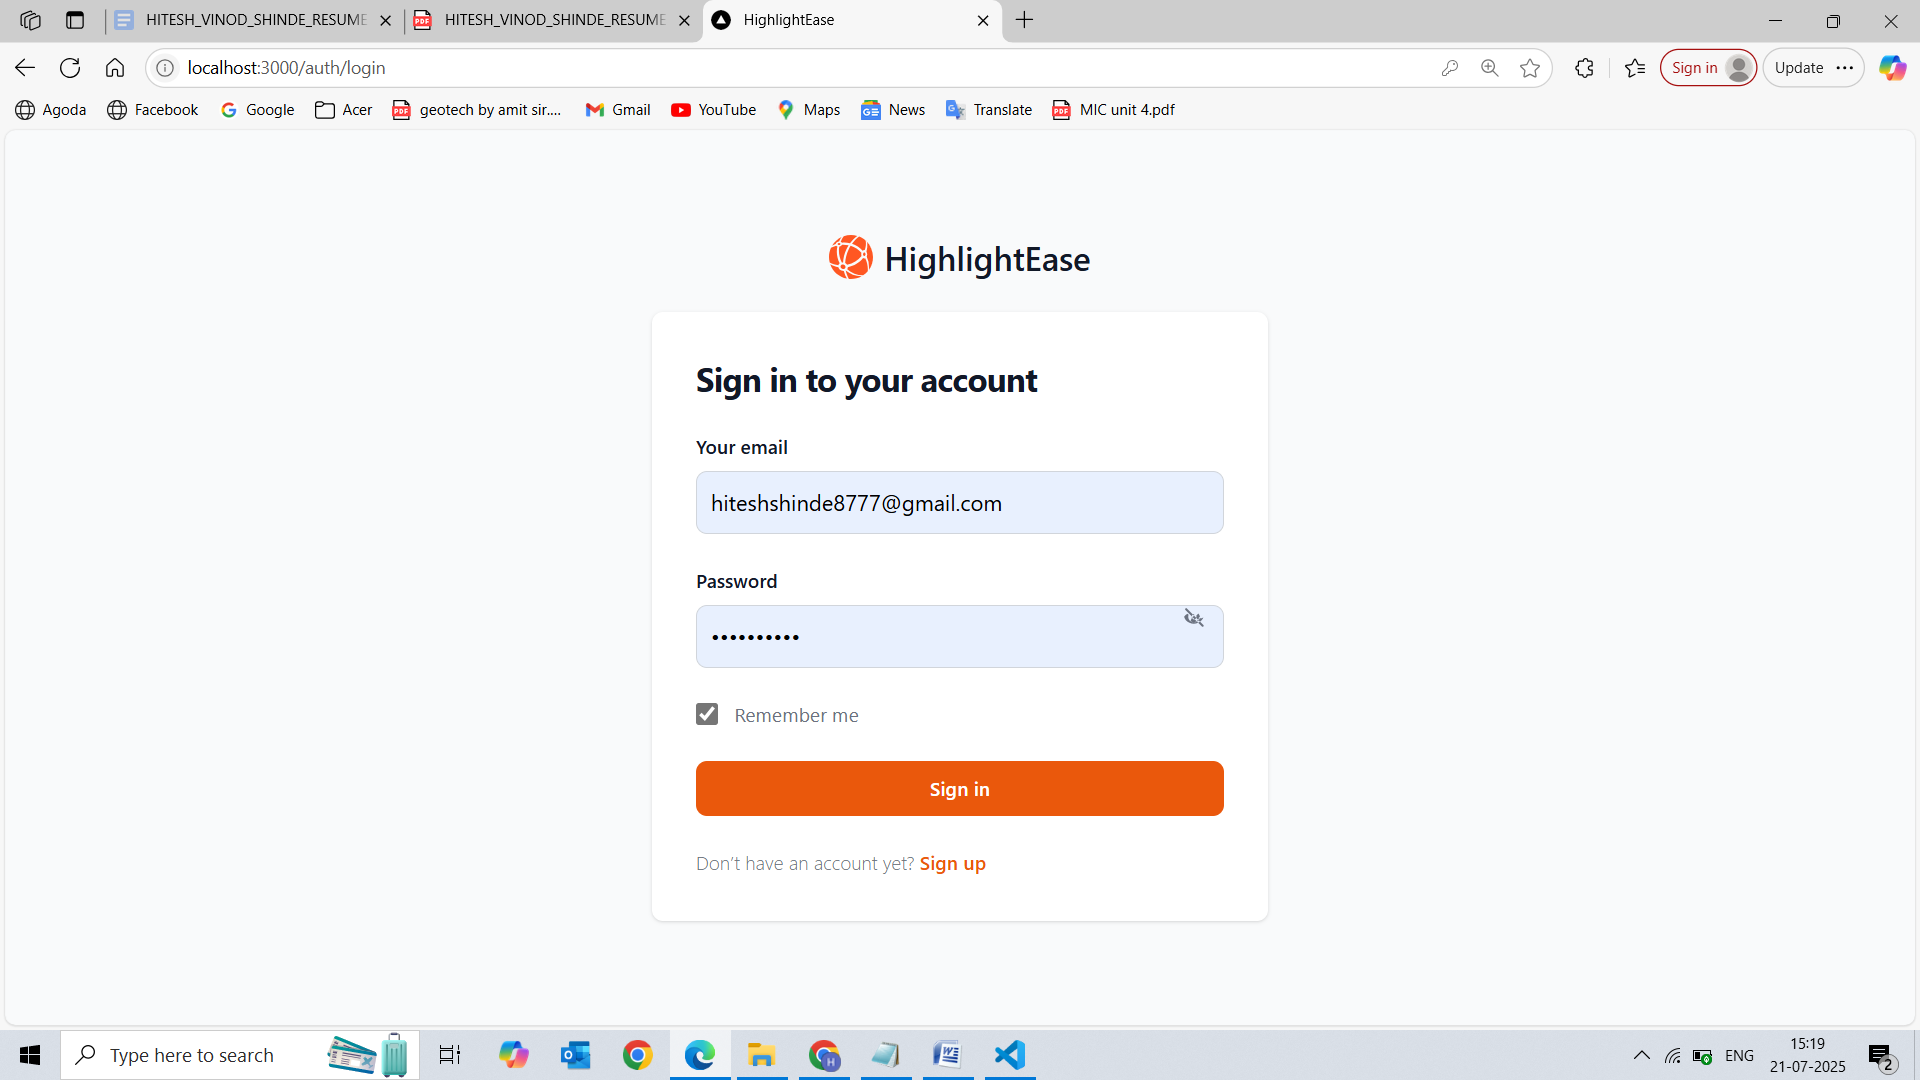 HITESH_VINOD_SHINDE_RESUME
HITESH_VINOD_SHINDE_RESUME
HighlightEase
localhost:3000/auth/login
Sign in
Update
Agoda
Facebook
Google
Acer
geotech by amit sir....
Gmail
YouTube
Maps
News
Translate
MIC unit 4.pdf
HighlightEase
Sign in to your account
Your email
hiteshshinde8777@gmail.com
Password
••••••••••
Remember me
Sign in
Don't have an account yet? Sign up
Type here to search
ENG
15:19
21-07-2025
2